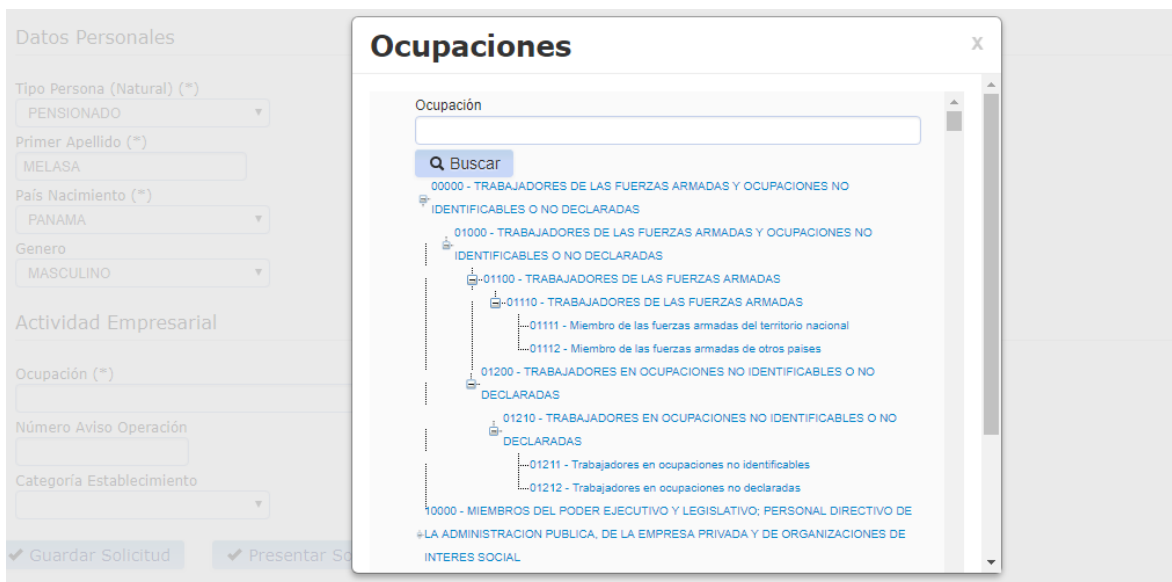 Datos Personales
Tipo Persona (Natural) (*)
PENSIONADO
Primer Apellido (*)
MELASA
País Nacimiento (*)
PANAMA
Genero
MASCULINO
Actividad Empresarial
Ocupación (*)
Número Aviso Operación
Categoría Establecimiento
Guardar Solicitud
Presentar So
Ocupaciones
X
Ocupación
Buscar
00000 - TRABAJADORES DE LAS FUERZAS ARMADAS Y OCUPACIONES NO
IDENTIFICABLES O NO DECLARADAS
01000 - TRABAJADORES DE LAS FUERZAS ARMADAS Y OCUPACIONES NO
IDENTIFICABLES O NO DECLARADAS
01100 - TRABAJADORES DE LAS FUERZAS ARMADAS
01110 - TRABAJADORES DE LAS FUERZAS ARMADAS
01111 - Miembro de las fuerzas armadas del territorio nacional
01112 - Miembro de las fuerzas armadas de otros paises
01200 - TRABAJADORES EN OCUPACIONES NO IDENTIFICABLES O NO
DECLARADAS
01210 - TRABAJADORES EN OCUPACIONES NO IDENTIFICABLES O NO
DECLARADAS
01211 - Trabajadores en ocupaciones no identificables
01212 - Trabajadores en ocupaciones no declaradas
10000 - MIEMBROS DEL PODER EJECUTIVO Y LEGISLATIVO; PERSONAL DIRECTIVO DE
LA ADMINISTRACION PUBLICA, DE LA EMPRESA PRIVADA Y DE ORGANIZACIONES DE
INTERES SOCIAL